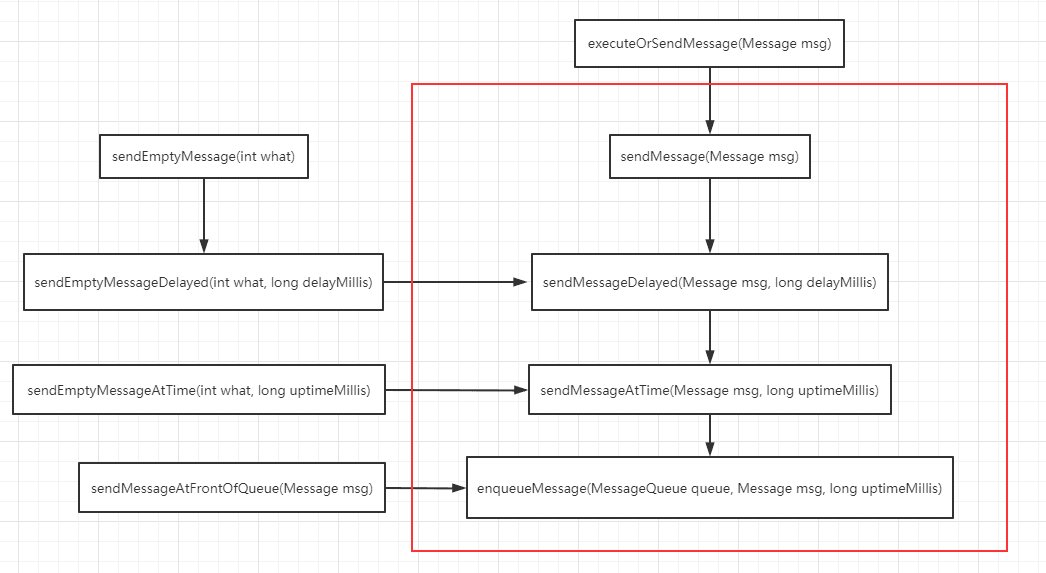 executeOrSendMessage(Message msg)
sendEmptyMessage(int what)
sendMessage(Message msg)
sendEmptyMessageDelayed(int what, long delayMillis)
sendMessageDelayed(Message msg, long delayMillis)
sendEmptyMessageAtTime(int what, long uptimeMillis)
sendMessageAtTime(Message msg, long uptimeMillis)
sendMessageAtFrontOfQueue(Message msg)
enqueueMessage(MessageQueue queue, Message msg, long uptimeMillis)